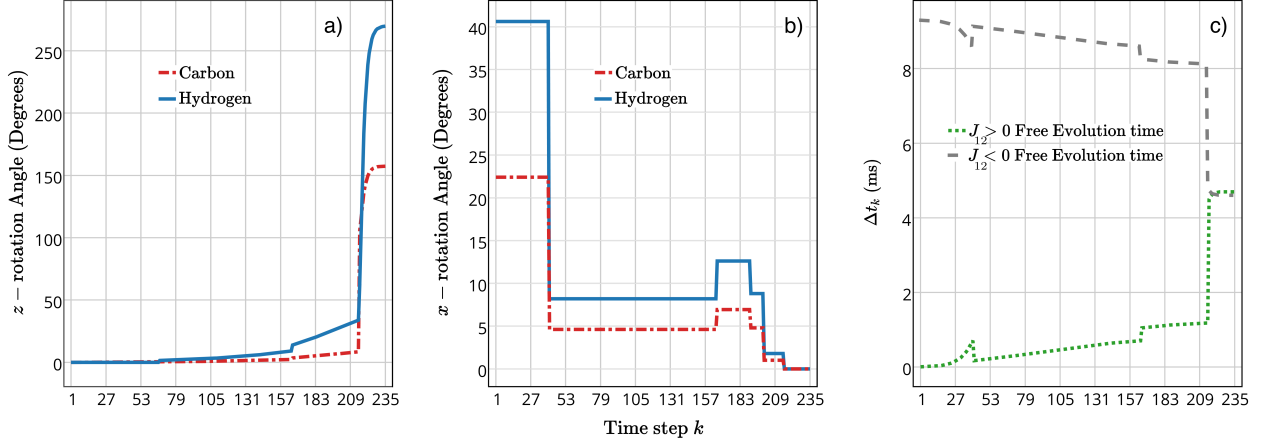 a)
z − rotation Angle (Degrees)
250
200
150
100
50
0
Carbon
Hydrogen
1 27 53 79 105 131 157 183 209 235
b)
x − rotation Angle (Degrees)
40
35
30
25
20
15
10
5
0
Carbon
Hydrogen
1 27 53 79 105 131 157 183 209 235
Time step k
c)
Δt_k (ms)
8
6
4
2
0
J_12 > 0 Free Evolution time
J_12 < 0 Free Evolution time
1 27 53 79 105 131 157 183 209 235